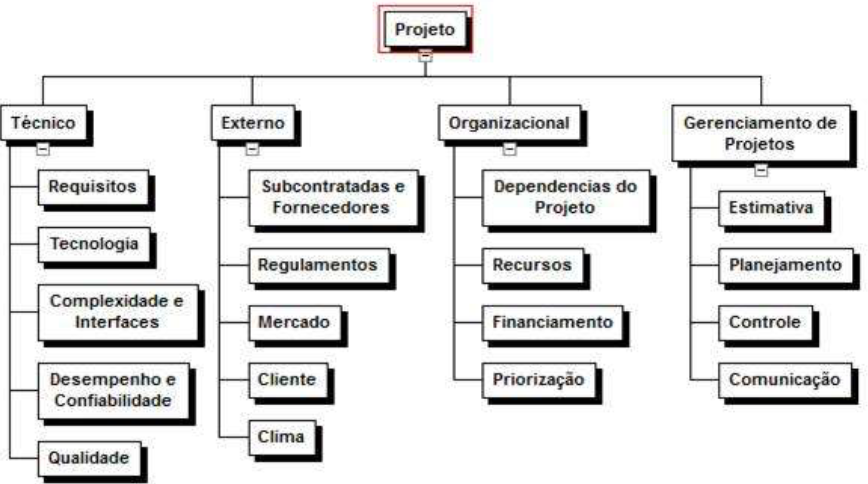 Projeto
Técnico
Requisitos
Tecnologia
Complexidade e
Interfaces
Desempenho e
Confiabilidade
Qualidade
Externo
Subcontratadas e
Fornecedores
Regulamentos
Mercado
Cliente
Clima
Organizacional
Dependencias do
Projeto
Recursos
Financiamento
Priorização
Gerenciamento de
Projetos
Estimativa
Planejamento
Controle
Comunicação